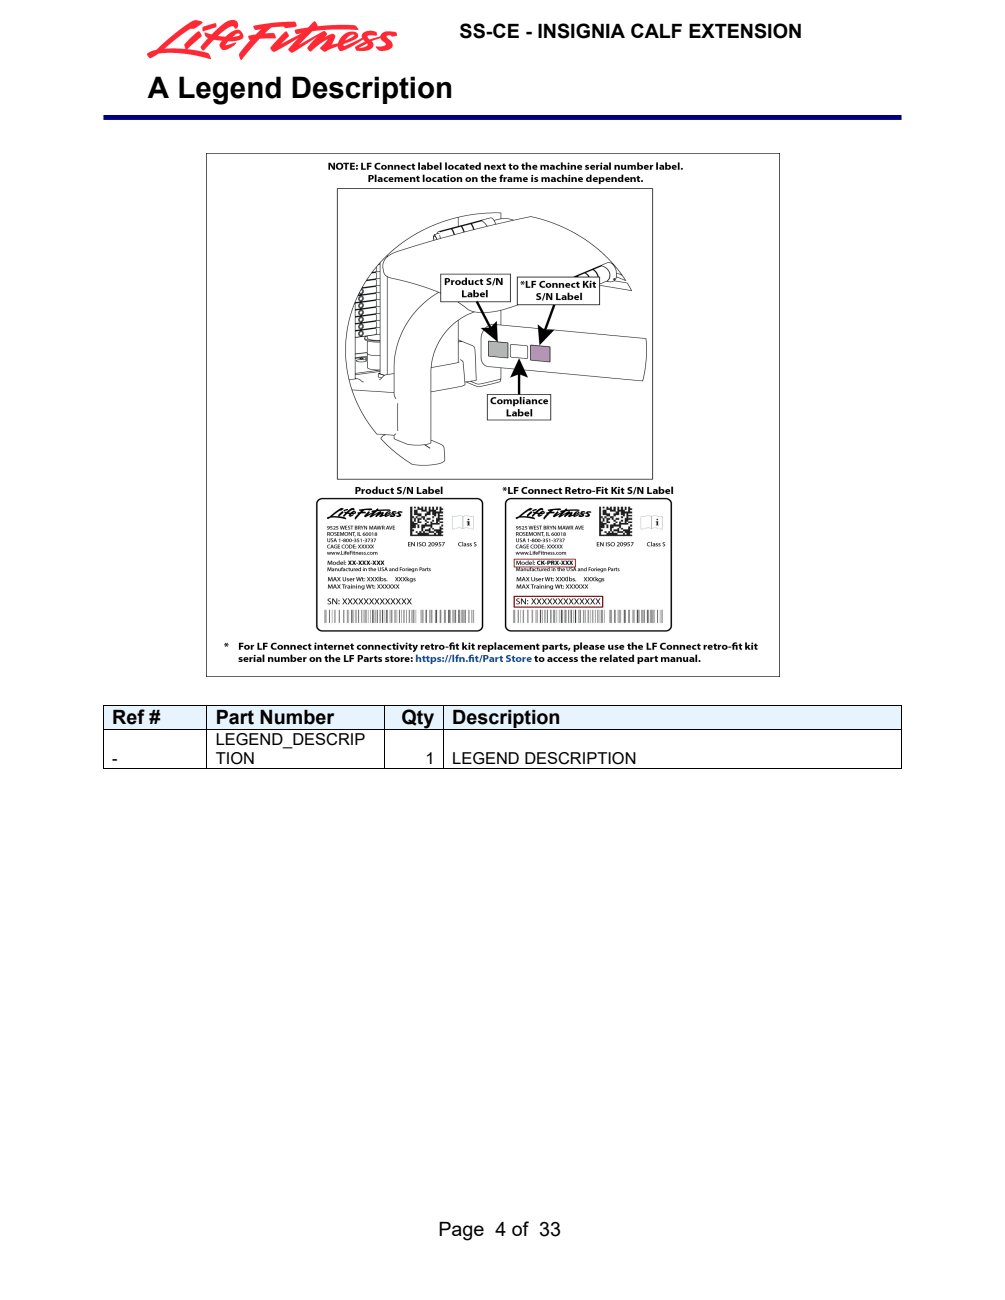 Life Fitness
SS-CE - INSIGNIA CALF EXTENSION
A Legend Description
NOTE: LF Connect label located next to the machine serial number label.
Placement location on the frame is machine dependent.
Product S/N
Label
*LF Connect Kit
S/N Label
Compliance
Label
Product S/N Label
Life Fitness
9525 WEST BRYN MAWR AVE
ROSEMONT, IL 60018
USA 1-800-351-3737
CAGE CODE: XXXXX
www.LifeFitness.com
EN ISO 20957 Class S
Model: XX-XXX-XXX
Manufactured in the USA and Foriegn Parts
MAX User Wt: XXXlbs. XXXkgs
MAX Training Wt: XXXXXX
SN: XXXXXXXXXXXXX
*LF Connect Retro-Fit Kit S/N Label
Life Fitness
9525 WEST BRYN MAWR AVE
ROSEMONT, IL 60018
USA 1-800-351-3737
CAGE CODE: XXXXX
www.LifeFitness.com
EN ISO 20957 Class S
Model: CK-PRX-XXX
Manufactured in the USA and Foriegn Parts
MAX User Wt: XXXlbs. XXXkgs
MAX Training Wt: XXXXXX
SN: XXXXXXXXXXXXX
* For LF Connect internet connectivity retro-fit kit replacement parts, please use the LF Connect retro-fit kit
serial number on the LF Parts store: https://lfn.fit/Part Store to access the related part manual.
Ref # Part Number Qty Description
LEGEND_DESCRIP
- TION 1 LEGEND DESCRIPTION
Page 4 of 33